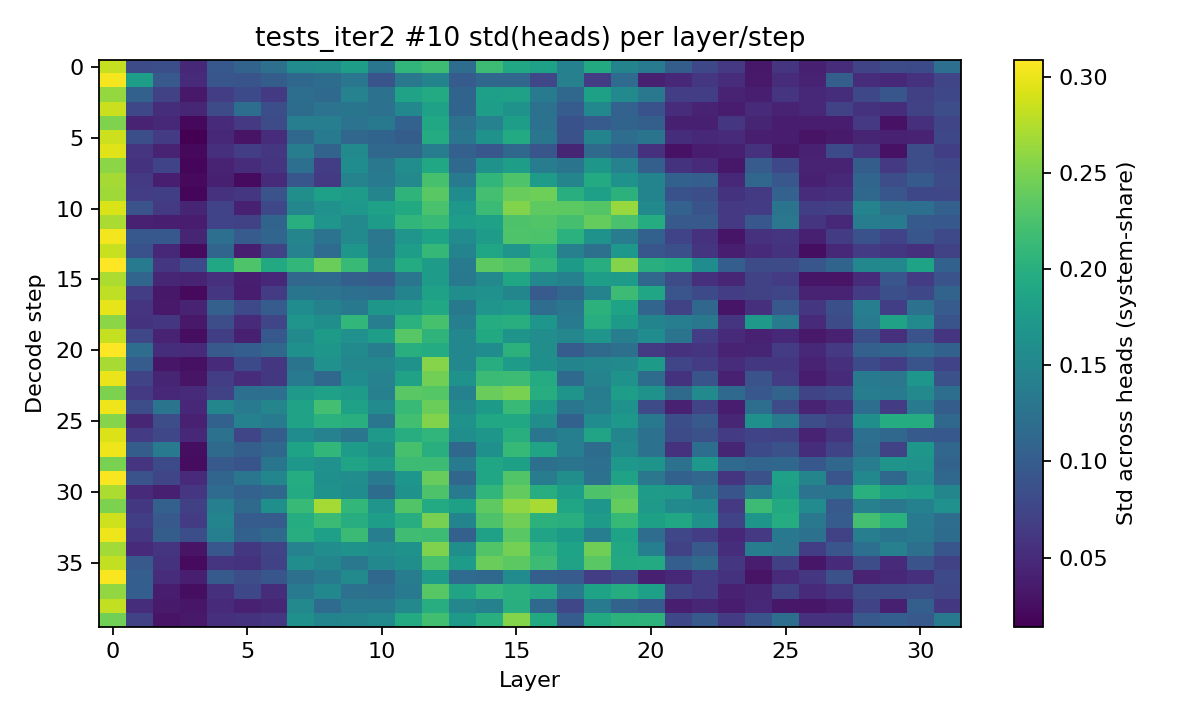 tests_iter2 #10 std(heads) per layer/step
0
5
10
15
20
25
30
35
Decode step
0 5 10 15 20 25 30
Layer
0.30
0.25
0.20
0.15
0.10
0.05
Std across heads (system-share)